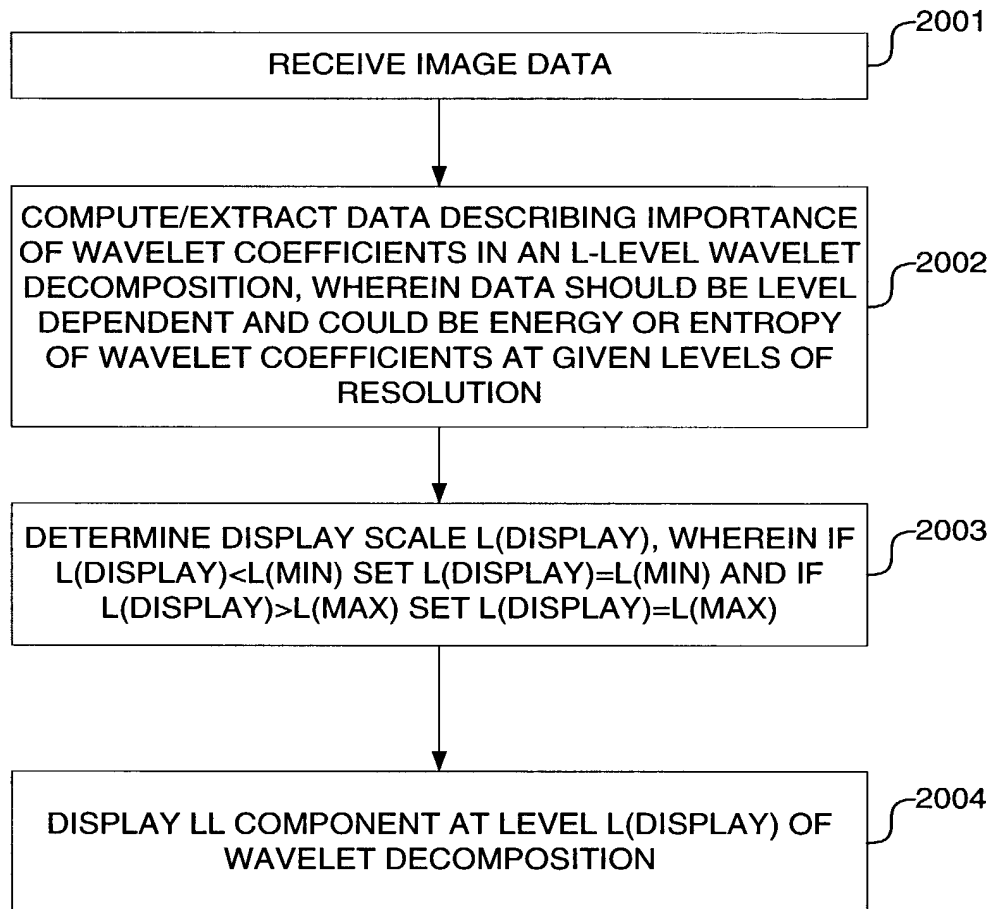 2001
RECEIVE IMAGE DATA
2002
COMPUTE/EXTRACT DATA DESCRIBING IMPORTANCE
OF WAVELET COEFFICIENTS IN AN L-LEVEL WAVELET
DECOMPOSITION, WHEREIN DATA SHOULD BE LEVEL
DEPENDENT AND COULD BE ENERGY OR ENTROPY
OF WAVELET COEFFICIENTS AT GIVEN LEVELS OF
RESOLUTION
2003
DETERMINE DISPLAY SCALE L(DISPLAY), WHEREIN IF
L(DISPLAY)<L(MIN) SET L(DISPLAY)=L(MIN) AND IF
L(DISPLAY)>L(MAX) SET L(DISPLAY)=L(MAX)
2004
DISPLAY LL COMPONENT AT LEVEL L(DISPLAY) OF
WAVELET DECOMPOSITION